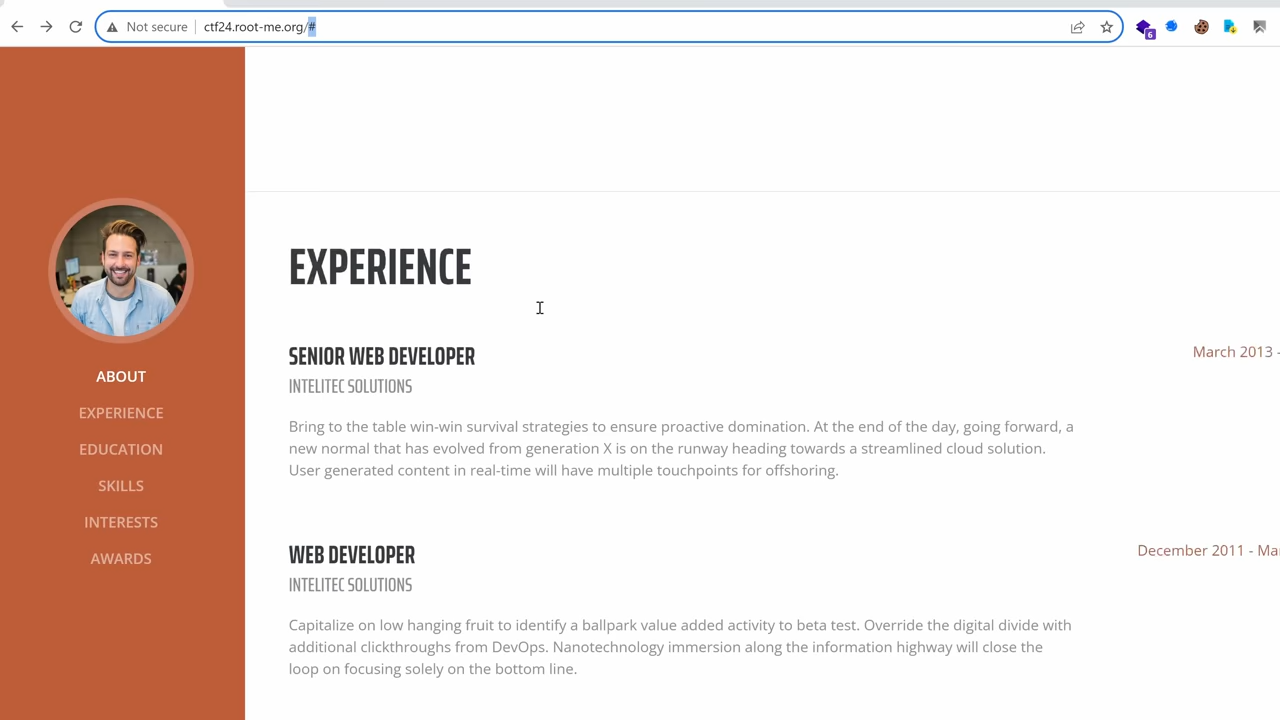 Not secure
ctf24.root-me.org/#
6
ABOUT
EXPERIENCE
EDUCATION
SKILLS
INTERESTS
AWARDS
EXPERIENCE
SENIOR WEB DEVELOPER
March 2013 -
INTELITEC SOLUTIONS
Bring to the table win-win survival strategies to ensure proactive domination. At the end of the day, going forward, a
new normal that has evolved from generation X is on the runway heading towards a streamlined cloud solution.
User generated content in real-time will have multiple touchpoints for offshoring.
WEB DEVELOPER
December 2011 - Mar
INTELITEC SOLUTIONS
Capitalize on low hanging fruit to identify a ballpark value added activity to beta test. Override the digital divide with
additional clickthroughs from DevOps. Nanotechnology immersion along the information highway will close the
loop on focusing solely on the bottom line.